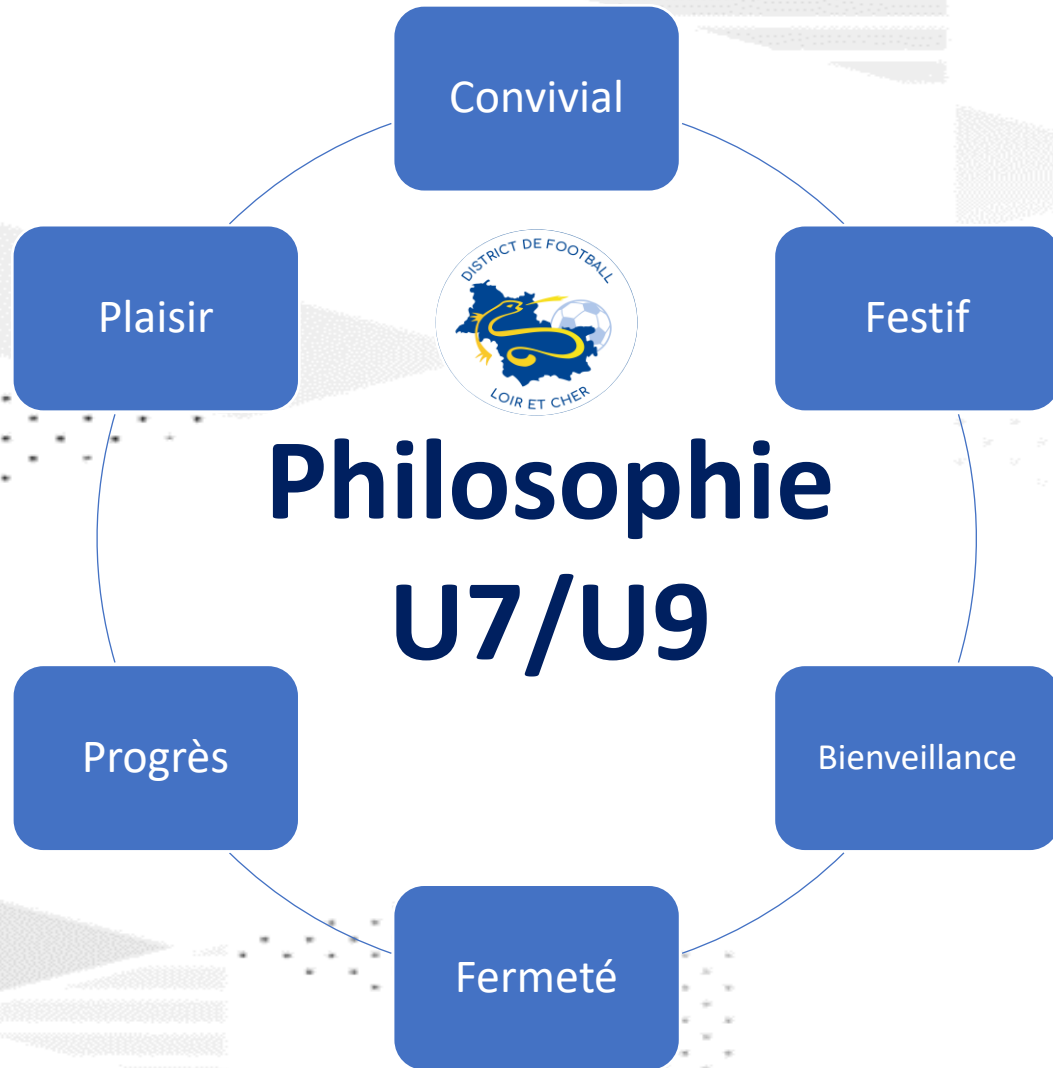 Convivial
Plaisir
Festif
DISTRICT DE FOOTBALL
LOIR ET CHER
Philosophie
U7/U9
Progrès
Bienveillance
Fermeté